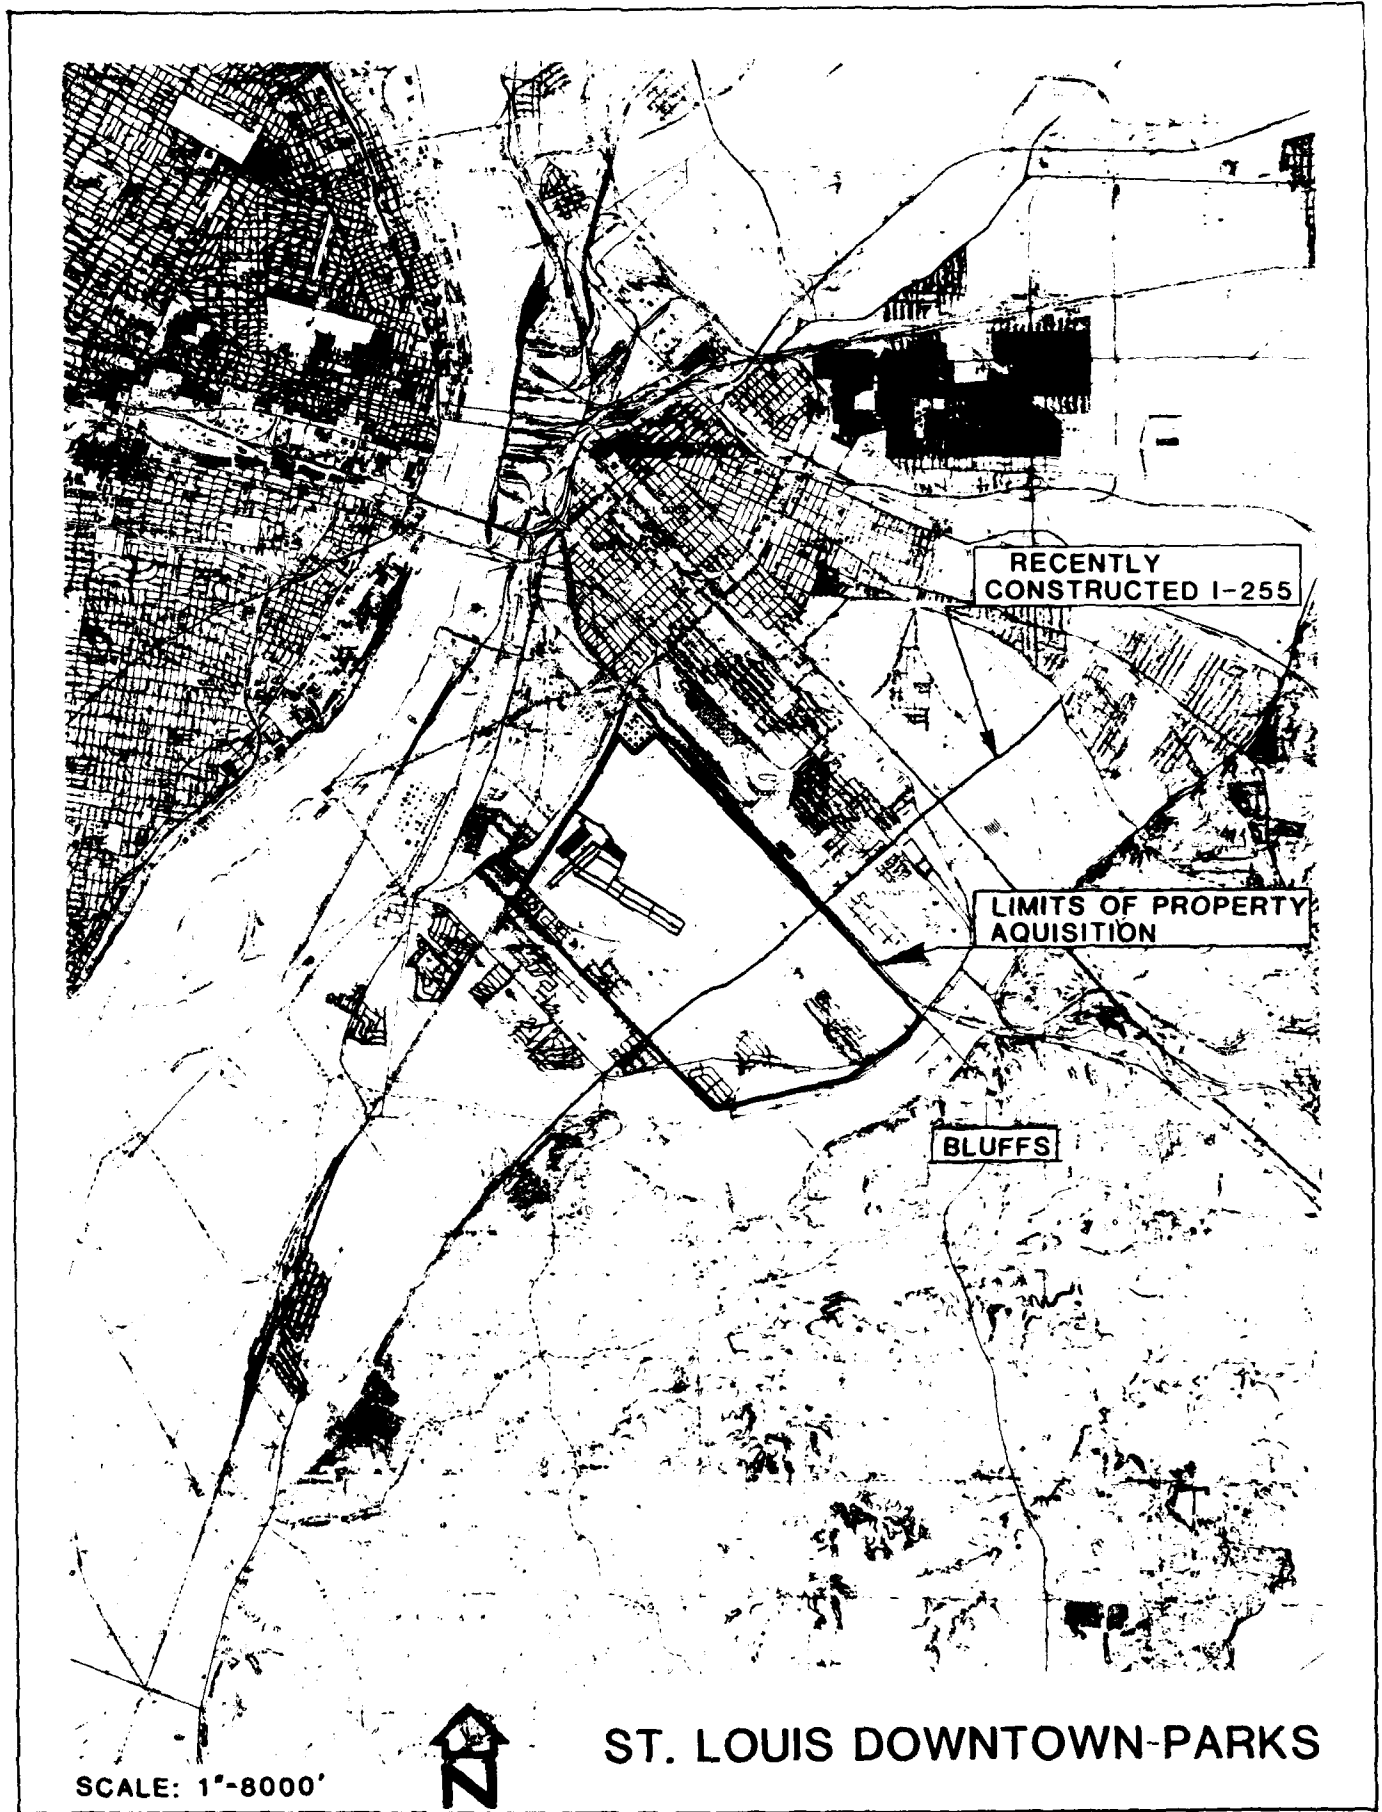 RECENTLY
CONSTRUCTED I-255
LIMITS OF PROPERTY
AQUISITION
BLUFFS
ST. LOUIS DOWNTOWN-PARKS
SCALE: 1"-8000'
N